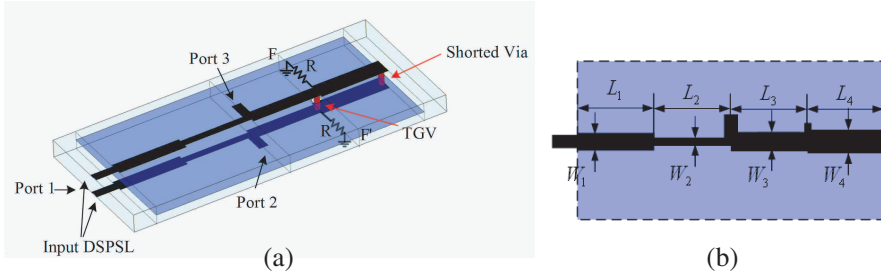 Port 3
F
R
Shorted Via
R'
F'
TGV
Port 1
Port 2
Input DSPSL
(a)
L1
L2
L3
L4
W1
W2
W3
W4
(b)